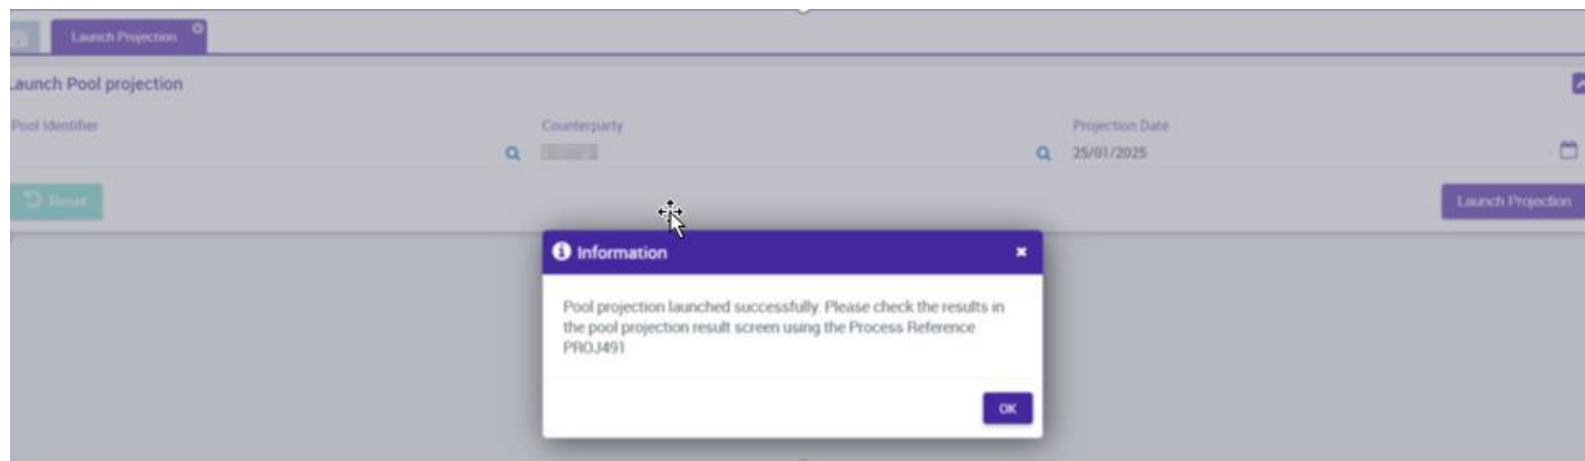 Launch Projection
Launch Pool projection
Pool Identifier
Counterparty
Projection Date
25/01/2025
Reset
Launch Projection
Information
Pool projection launched successfully. Please check the results in
the pool projection result screen using the Process Reference
PROJ491
OK